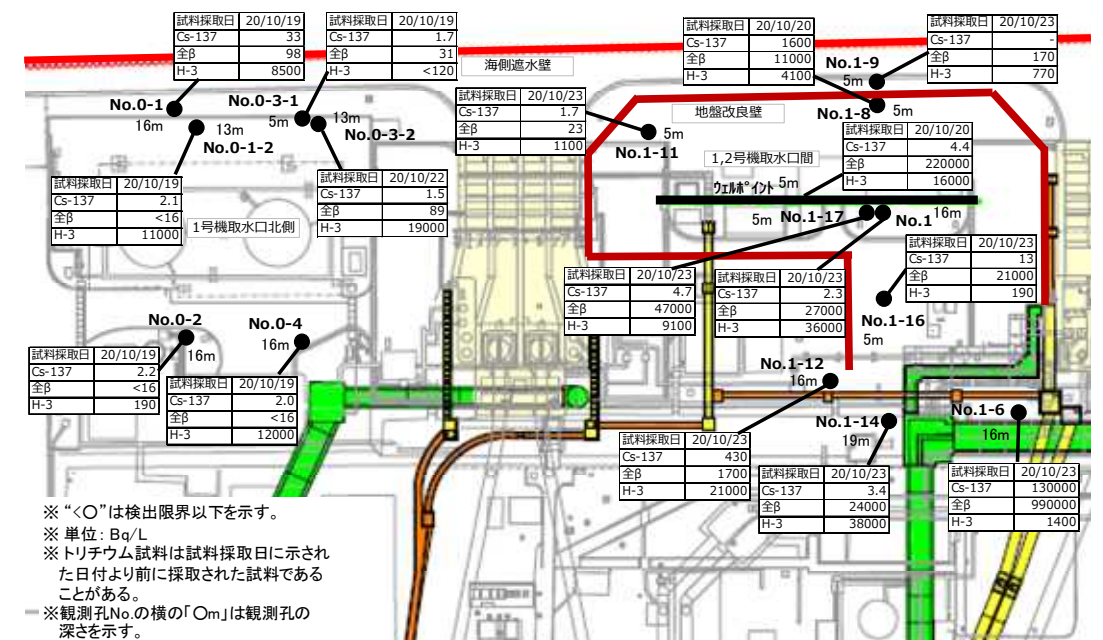 試料採取日 20/10/19
Cs-137 33
全β 98
H-3 8500
No.0-1
16m
試料採取日 20/10/19
Cs-137 1.7
全β 31
H-3 <120
No.0-3-1
5m
海側遮水壁
13m
No.0-1-2
試料採取日 20/10/19
Cs-137 2.1
全β <16
H-3 11000
13m
No.0-3-2
試料採取日 20/10/22
Cs-137 1.5
全β 89
H-3 19000
1号機取水口北側
試料採取日 20/10/23
Cs-137 1.7
全β 23
H-3 1100
5m
No.1-11
試料採取日 20/10/20
Cs-137 1600
全β 11000
H-3 4100
No.1-8
5m
試料採取日 20/10/23
Cs-137 -
全β 170
H-3 770
No.1-9
5m
地盤改良壁
1,2号機取水口間
試料採取日 20/10/20
Cs-137 4.4
全β 220000
H-3 16000
ウェルポイント 5m
5m No.1-17
No.1 16m
試料採取日 20/10/23
Cs-137 4.7
全β 47000
H-3 9100
試料採取日 20/10/23
Cs-137 2.3
全β 27000
H-3 36000
試料採取日 20/10/23
Cs-137 13
全β 21000
H-3 190
No.1-16
5m
No.0-2
16m
試料採取日 20/10/19
Cs-137 2.2
全β <16
H-3 190
No.0-4
16m
試料採取日 20/10/19
Cs-137 2.0
全β <16
H-3 12000
No.1-12
16m
試料採取日 20/10/23
Cs-137 430
全β 1700
H-3 21000
No.1-14
19m
試料採取日 20/10/23
Cs-137 3.4
全β 24000
H-3 38000
No.1-6
16m
試料採取日 20/10/23
Cs-137 130000
全β 990000
H-3 1400
※ “<〇”は検出限界以下を示す。
※ 単位: Bq/L
※ トリチウム試料は試料採取日に示され
た日付より前に採取された試料である
ことがある。
※観測孔No.の横の「〇m」は観測孔の
深さを示す。